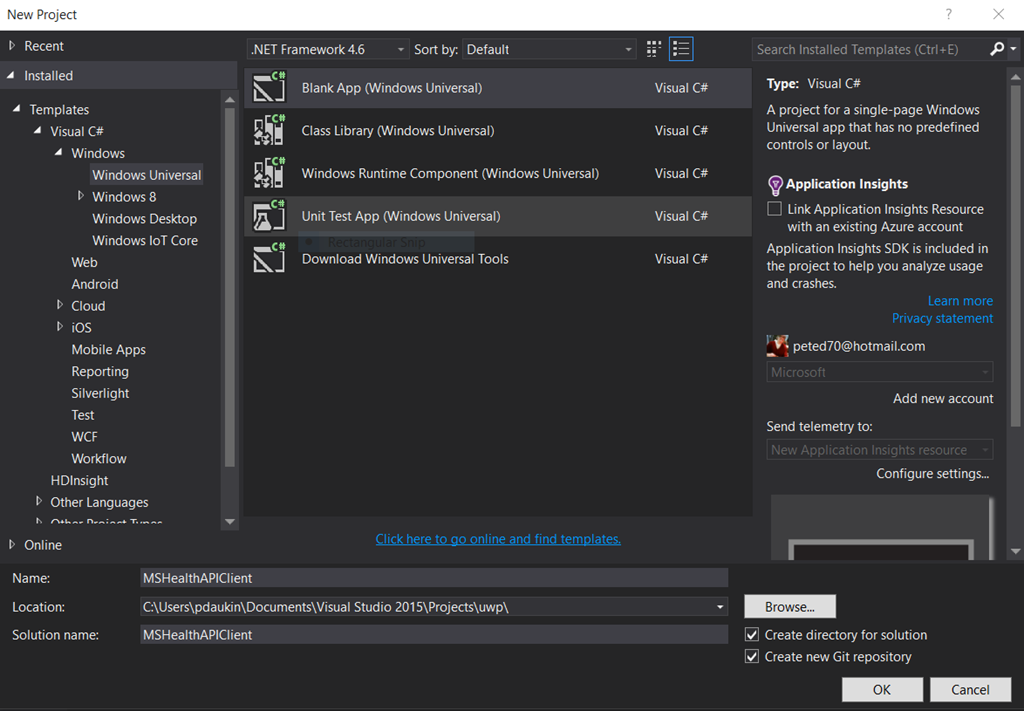 New Project
Recent
.NET Framework 4.6
Sort by:
Default
Search Installed Templates (Ctrl+E)
Installed
Templates
Visual C#
Windows
Windows Universal
Windows 8
Windows Desktop
Windows IoT Core
Web
Android
Cloud
iOS
Mobile Apps
Reporting
Silverlight
Test
WCF
Workflow
HDInsight
Other Languages
Other Project Types
Online
C# Blank App (Windows Universal) Visual C#
C# Class Library (Windows Universal) Visual C#
C# Windows Runtime Component (Windows Universal) Visual C#
C# Unit Test App (Windows Universal) Visual C#
Rectangular Snip
C# Download Windows Universal Tools Visual C#
Click here to go online and find templates.
Type: Visual C#
A project for a single-page Windows
Universal app that has no predefined
controls or layout.
Application Insights
Link Application Insights Resource
with an existing Azure account
Application Insights SDK is included in
the project to help you analyze usage
and crashes.
Learn more
Privacy statement
peted70@hotmail.com
Microsoft
Add new account
Send telemetry to:
New Application Insights resource
Configure settings...
Name: MSHealthAPIClient
Location: C:\Users\pdaukin\Documents\Visual Studio 2015\Projects\uwp\
Browse...
Solution name: MSHealthAPIClient
Create directory for solution
Create new Git repository
OK
Cancel